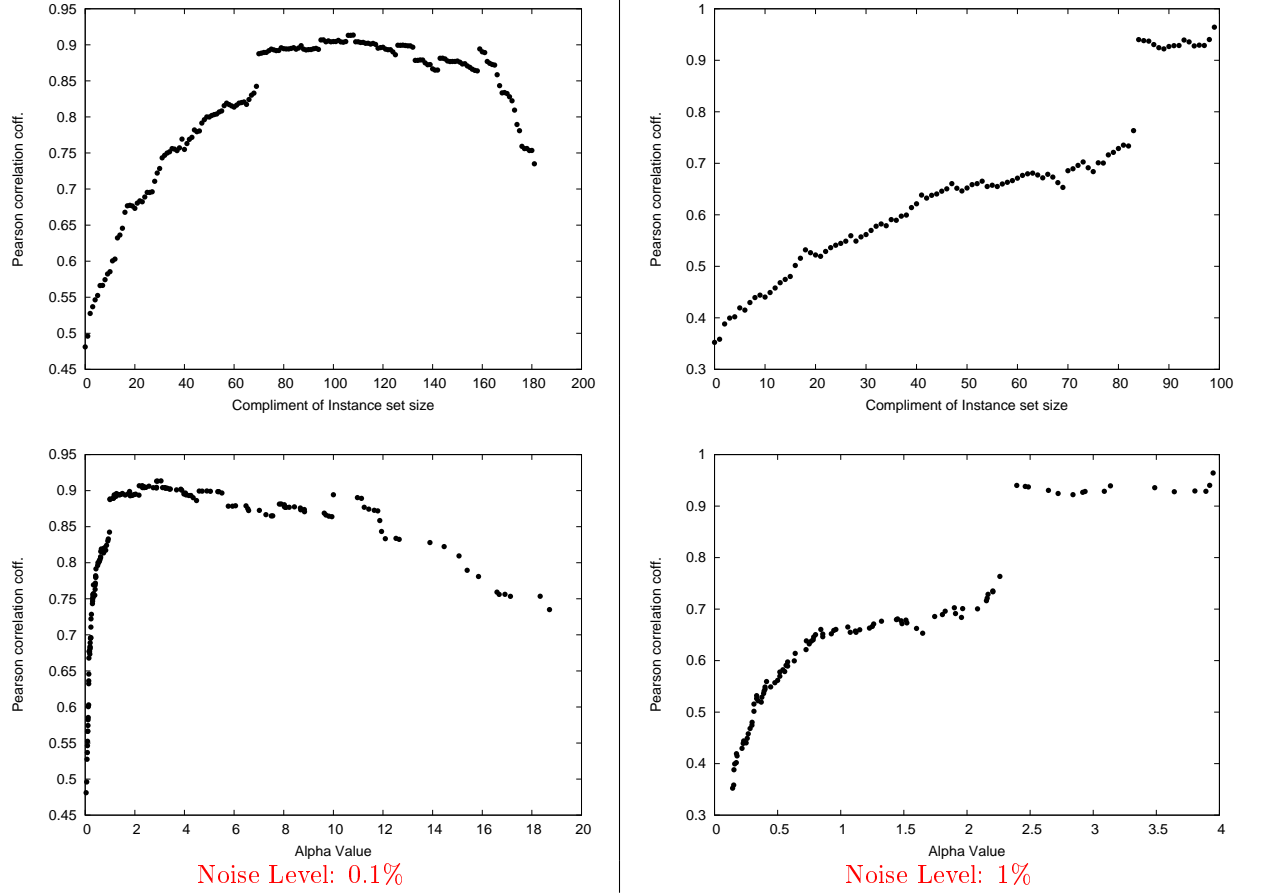 0.95
0.9
0.85
0.8
0.75
0.7
0.65
0.6
0.55
0.5
0.45
0 20 40 60 80 100 120 140 160 180 200
Pearson correlation coff.
Compliment of Instance set size
1
0.9
0.8
0.7
0.6
0.5
0.4
0.3
0 10 20 30 40 50 60 70 80 90 100
Pearson correlation coff.
Compliment of Instance set size
0.95
0.9
0.85
0.8
0.75
0.7
0.65
0.6
0.55
0.5
0.45
0 2 4 6 8 10 12 14 16 18 20
Pearson correlation coff.
Alpha Value
Noise Level: 0.1%
1
0.9
0.8
0.7
0.6
0.5
0.4
0.3
0 0.5 1 1.5 2 2.5 3 3.5 4
Pearson correlation coff.
Alpha Value
Noise Level: 1%